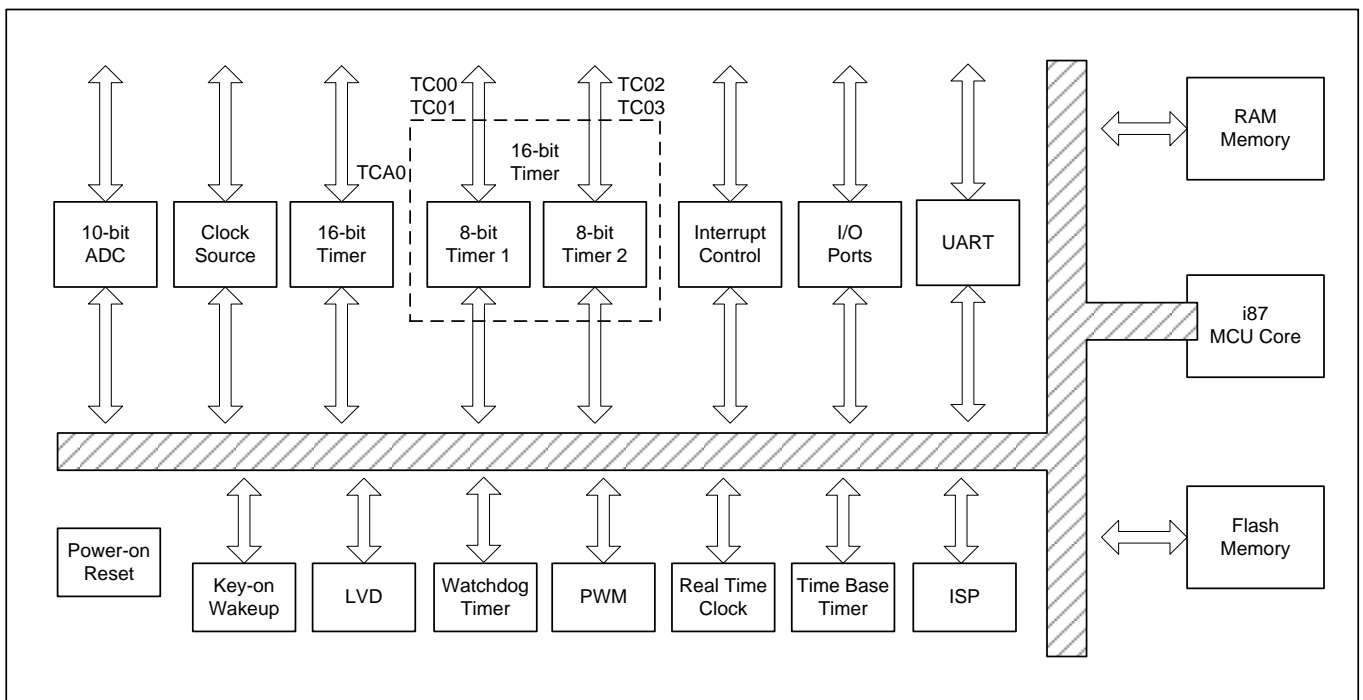 TC00
TC01
TC02
TC03
16-bit
Timer
TCA0
RAM
Memory
10-bit
ADC
Clock
Source
16-bit
Timer
8-bit
Timer 1
8-bit
Timer 2
Interrupt
Control
I/O
Ports
UART
i87
MCU Core
Power-on
Reset
Key-on
Wakeup
LVD
Watchdog
Timer
PWM
Real Time
Clock
Time Base
Timer
ISP
Flash
Memory